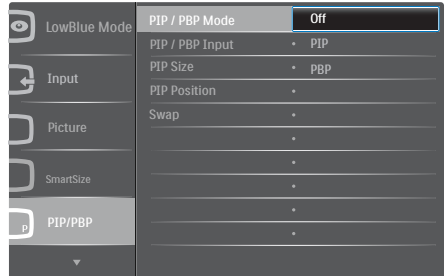 LowBlue Mode
Input
Picture
SmartSize
P
PIP/PBP
PIP / PBP Mode
PIP / PBP Input
PIP Size
PIP Position
Swap
Off
PIP
PBP